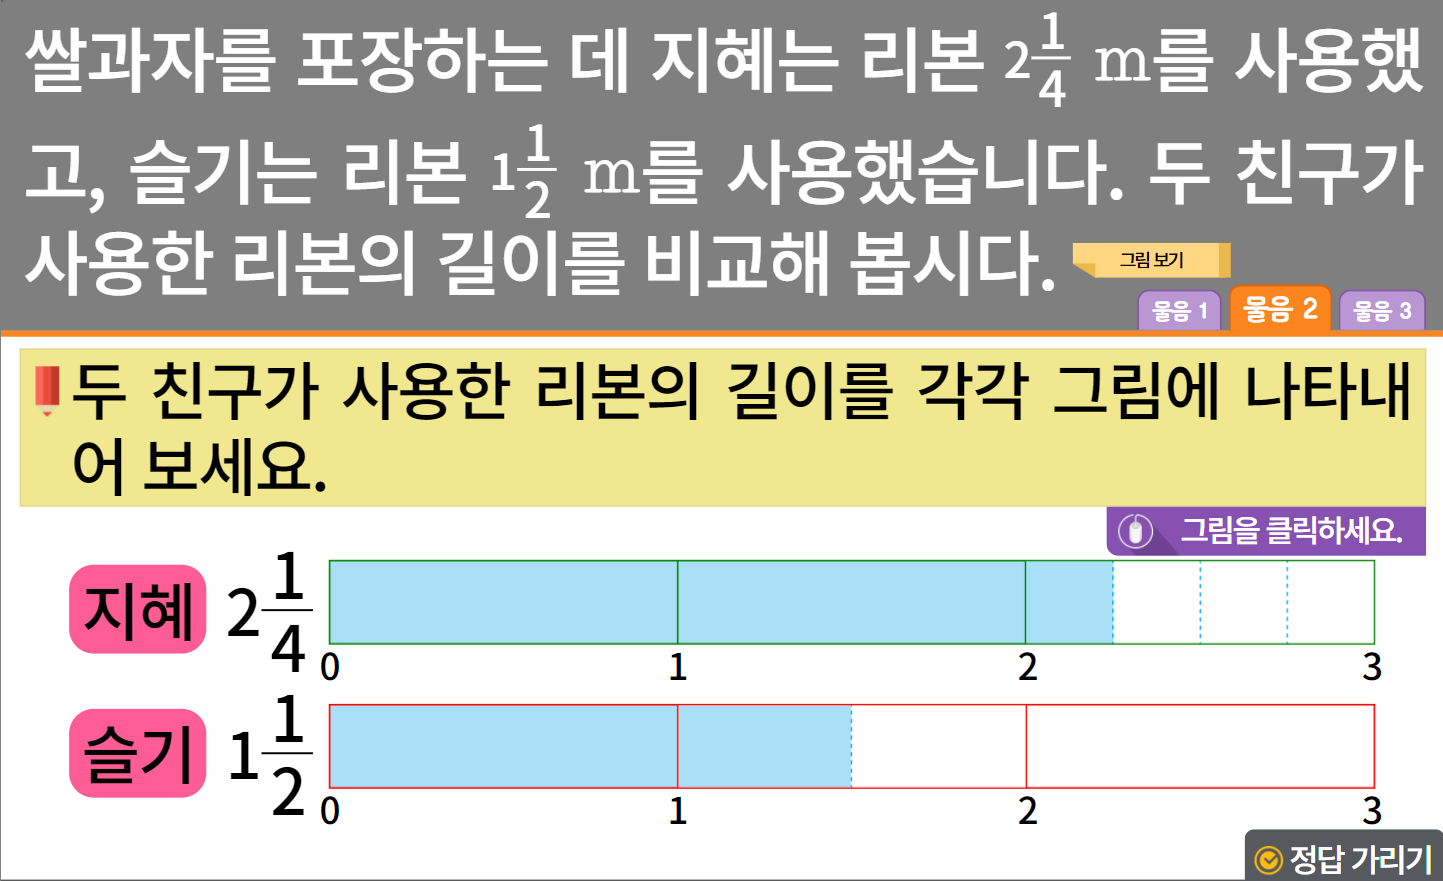 쌀과자를 포장하는 데 지혜는 리본 2 1/4 m를 사용했
고, 슬기는 리본 1 1/2 m를 사용했습니다. 두 친구가
사용한 리본의 길이를 비교해 봅시다. 그림 보기
물음 1 물음 2 물음 3
두 친구가 사용한 리본의 길이를 각각 그림에 나타내
어 보세요.
그림을 클릭하세요.
지혜 2 1/4
0 1 2 3
슬기 1 1/2
0 1 2 3
정답 가리기